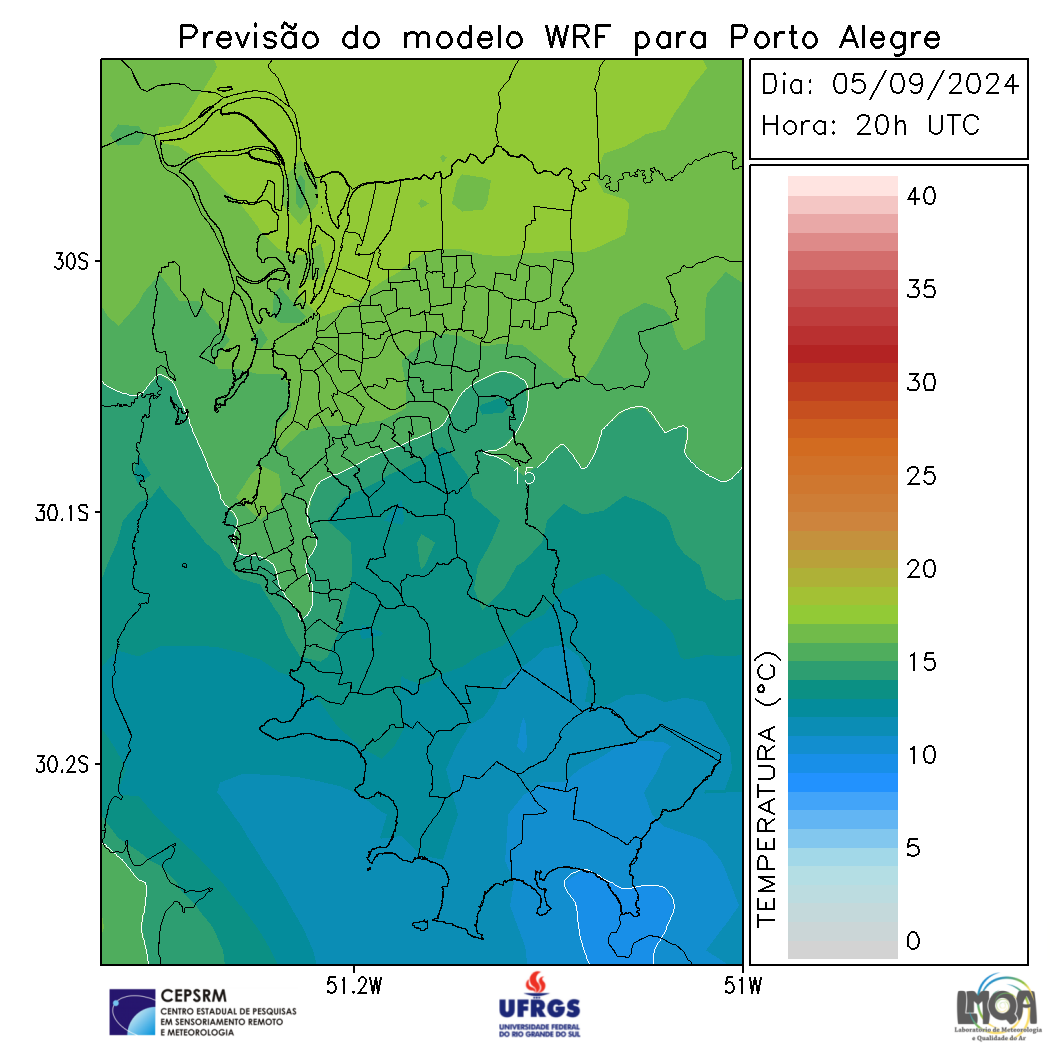 Previsão do modelo WRF para Porto Alegre
Dia: 05/09/2024
Hora: 20h UTC
30S
30.1S
30.2S
51.2W
51W
15
TEMPERATURA (°C)
40
35
30
25
20
15
10
5
0
CEPSRM
CENTRO ESTADUAL DE PESQUISAS
EM SENSORIAMENTO REMOTO
E METEOROLOGIA
UFRGS
UNIVERSIDADE FEDERAL
DO RIO GRANDE DO SUL
LMQA
Laboratório de Meteorologia
e Qualidade do Ar